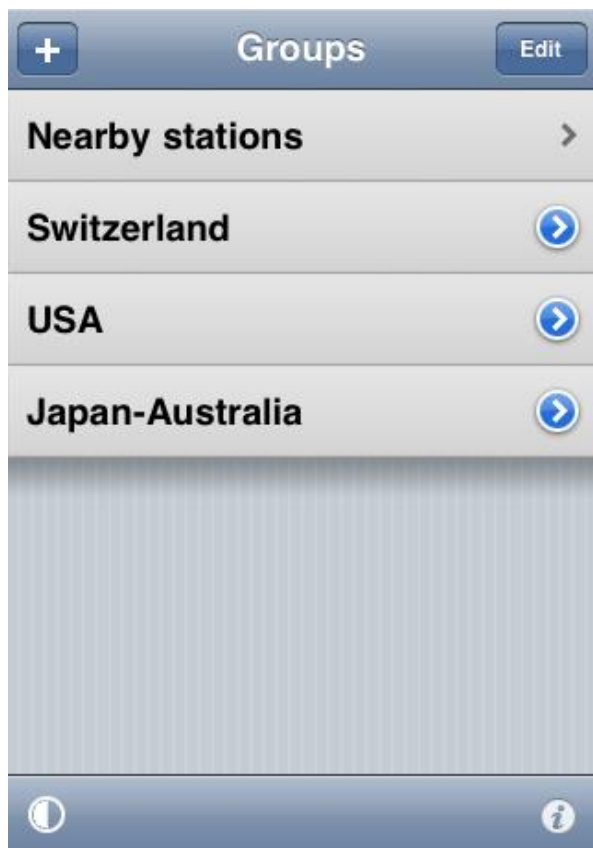 + Groups Edit
Nearby stations
Switzerland
USA
Japan-Australia
i